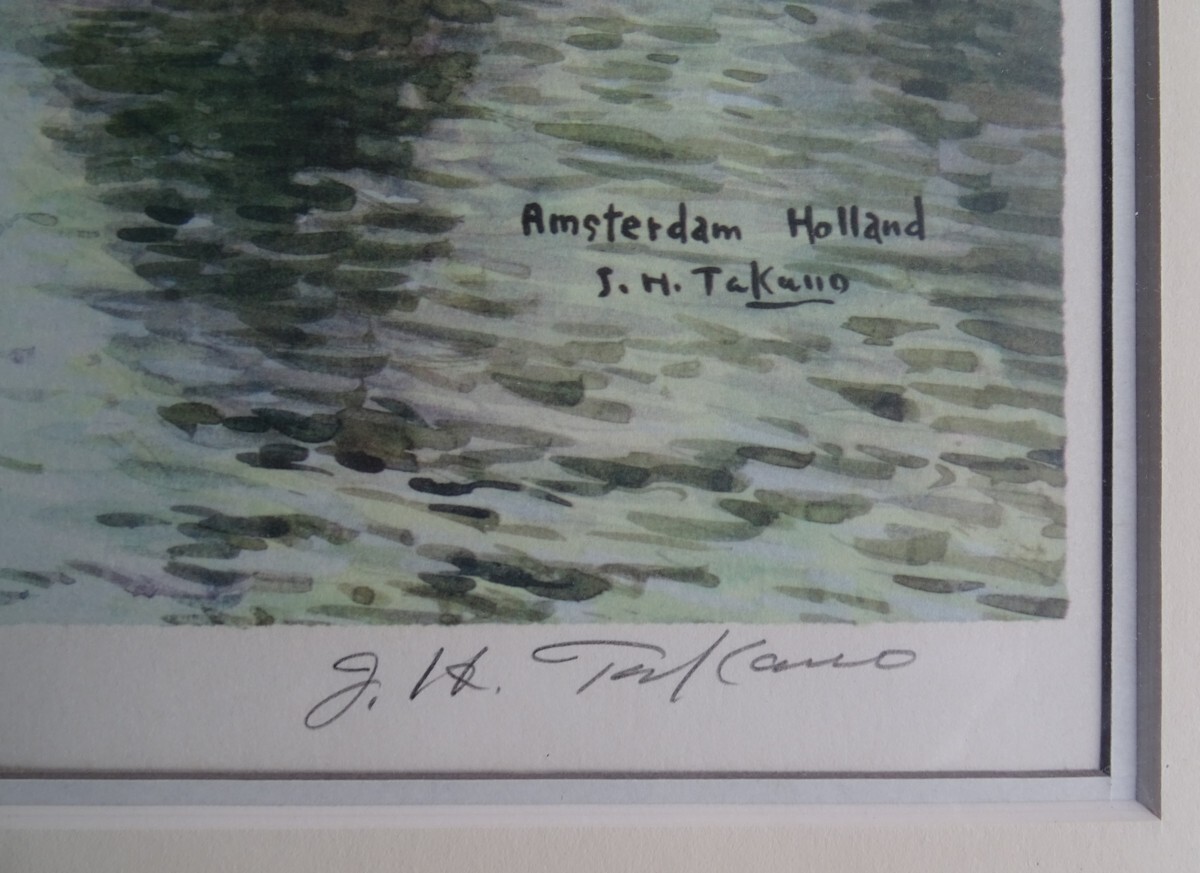 Amsterdam Holland
J. H. Takano
J. H. Takano